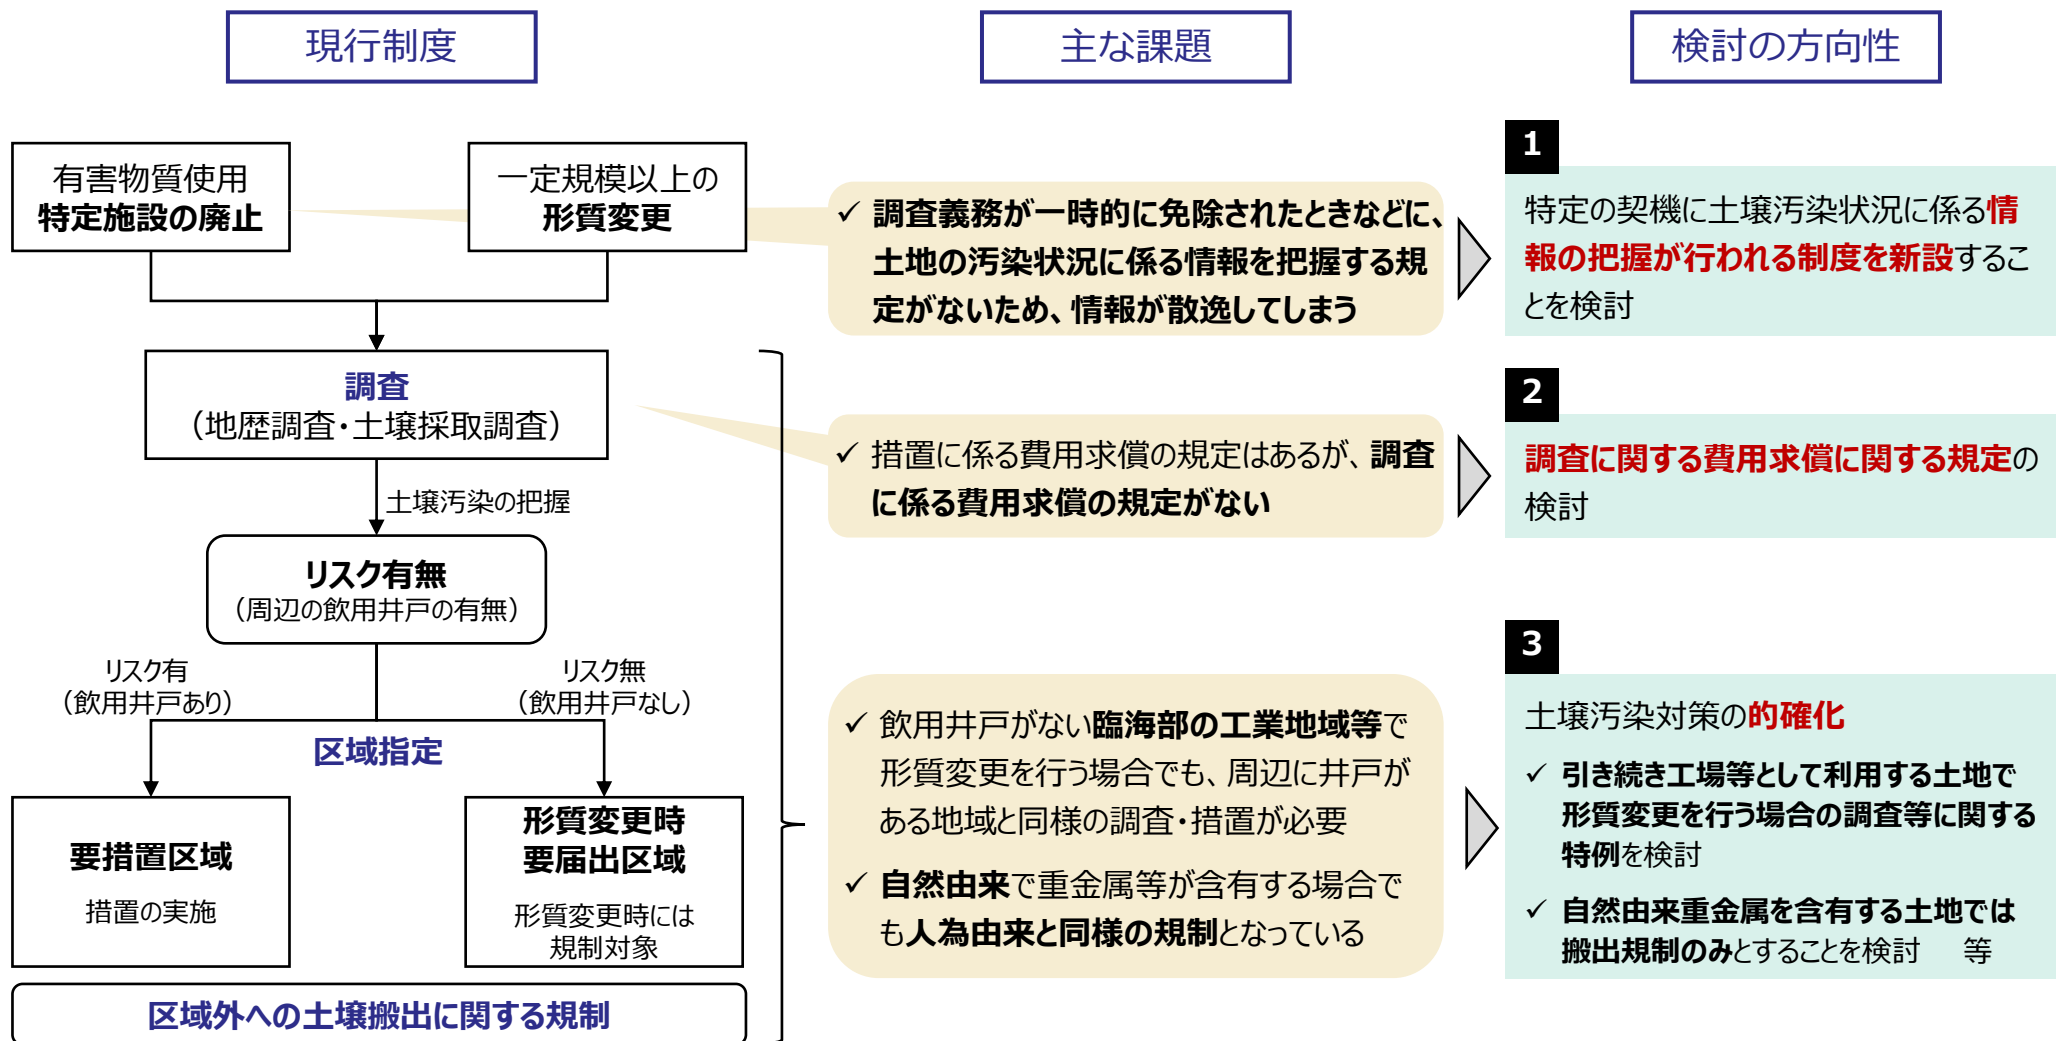 現行制度
主な課題
検討の方向性
有害物質使用
特定施設の廃止
一定規模以上の
形質変更
調査
（地歴調査・土壌採取調査）
土壌汚染の把握
リスク有無
（周辺の飲用井戸の有無）
リスク有
（飲用井戸あり）
リスク無
（飲用井戸なし）
区域指定
要措置区域
措置の実施
形質変更時
要届出区域
形質変更時には
規制対象
区域外への土壌搬出に関する規制
✓ 調査義務が一時的に免除されたときなどに、
土地の汚染状況に係る情報を把握する規
定がないため、情報が散逸してしまう
✓ 措置に係る費用求償の規定はあるが、調査
に係る費用求償の規定がない
✓ 飲用井戸がない臨海部の工業地域等で
形質変更を行う場合でも、周辺に井戸が
ある地域と同様の調査・措置が必要
✓ 自然由来で重金属等が含有する場合で
も人為由来と同様の規制となっている
1
特定の契機に土壌汚染状況に係る情
報の把握が行われる制度を新設するこ
とを検討
2
調査に関する費用求償に関する規定の
検討
3
土壌汚染対策の的確化
✓ 引き続き工場等として利用する土地で
形質変更を行う場合の調査等に関する
特例を検討
✓ 自然由来重金属を含有する土地では
搬出規制のみとすることを検討　等